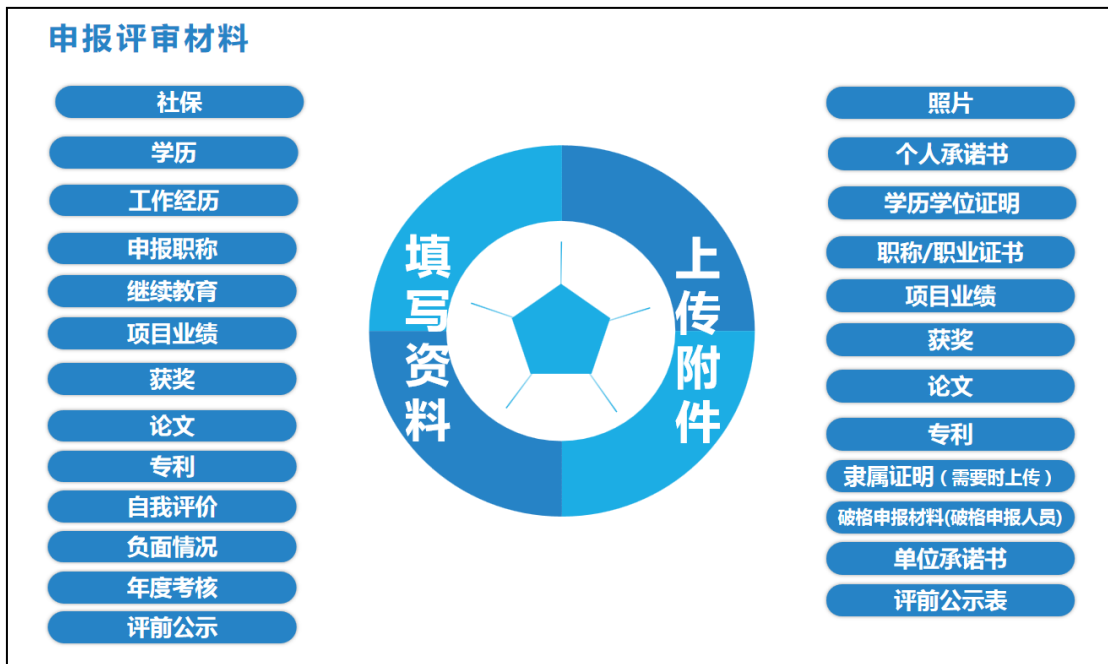 申报评审材料
社保
学历
工作经历
申报职称
继续教育
项目业绩
获奖
论文
专利
自我评价
负面情况
年度考核
评前公示
填写资料
上传附件
照片
个人承诺书
学历学位证明
职称/职业证书
项目业绩
获奖
论文
专利
隶属证明（需要时上传）
破格申报材料(破格申报人员)
单位承诺书
评前公示表